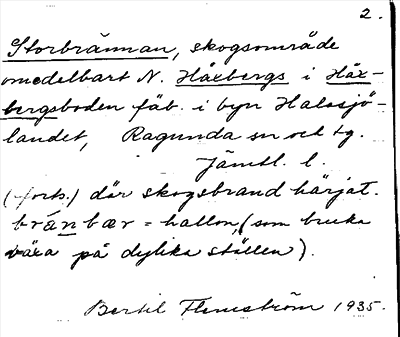 2.
Storbrännan, skogsområde
omedelbart N. Håxbergs i Håx-
bergsboden fäb. i byn Halasjö-
landet, Ragunda sn och tg.
Jämtl. l.
(forts.) där skogsbrand härjat.
bránbær = hallon, (som bruka
växa på dylika ställen).
Bertil Flemström 1935.